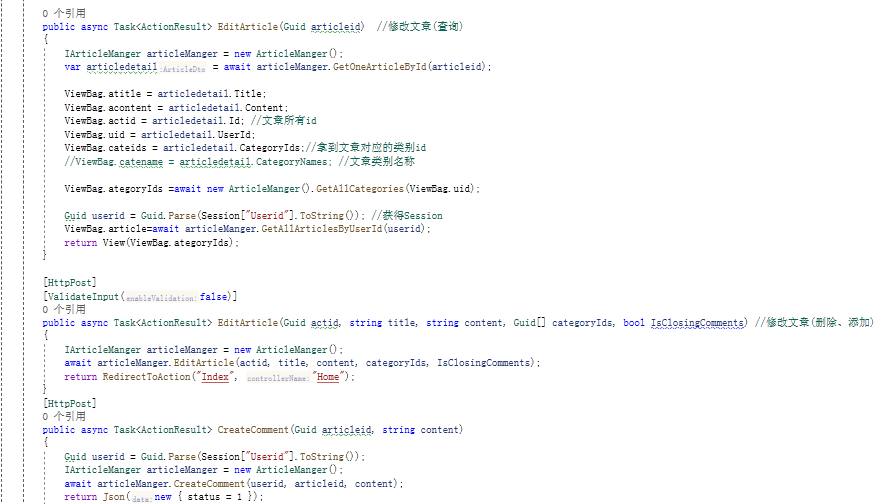 0 个引用
public async Task<ActionResult> EditArticle(Guid articleid)  //修改文章(查询)
{
IArticleManger articleManger = new ArticleManger();
var articledetail:ArticleDto = await articleManger.GetOneArticleById(articleid);
ViewBag.atitle = articledetail.Title;
ViewBag.acontent = articledetail.Content;
ViewBag.actid = articledetail.Id; //文章所有id
ViewBag.uid = articledetail.UserId;
ViewBag.cateids = articledetail.CategoryIds;//拿到文章对应的类别id
//ViewBag.catename = articledetail.CategoryNames; //文章类别名称
ViewBag.ategoryIds =await new ArticleManger().GetAllCategories(ViewBag.uid);
Guid userid = Guid.Parse(Session["Userid"].ToString()); //获得Session
ViewBag.article=await articleManger.GetAllArticlesByUserId(userid);
return View(ViewBag.ategoryIds);
}
[HttpPost]
[ValidateInput(enableValidation:false)]
0 个引用
public async Task<ActionResult> EditArticle(Guid actid, string title, string content, Guid[] categoryIds, bool IsClosingComments) //修改文章(删除、添加)
{
IArticleManger articleManger = new ArticleManger();
await articleManger.EditArticle(actid, title, content, categoryIds, IsClosingComments);
return RedirectToAction("Index", controllerName:"Home");
}
[HttpPost]
0 个引用
public async Task<ActionResult> CreateComment(Guid articleid, string content)
{
Guid userid = Guid.Parse(Session["Userid"].ToString());
IArticleManger articleManger = new ArticleManger();
await articleManger.CreateComment(userid, articleid, content);
return Json(data:new { status = 1 });